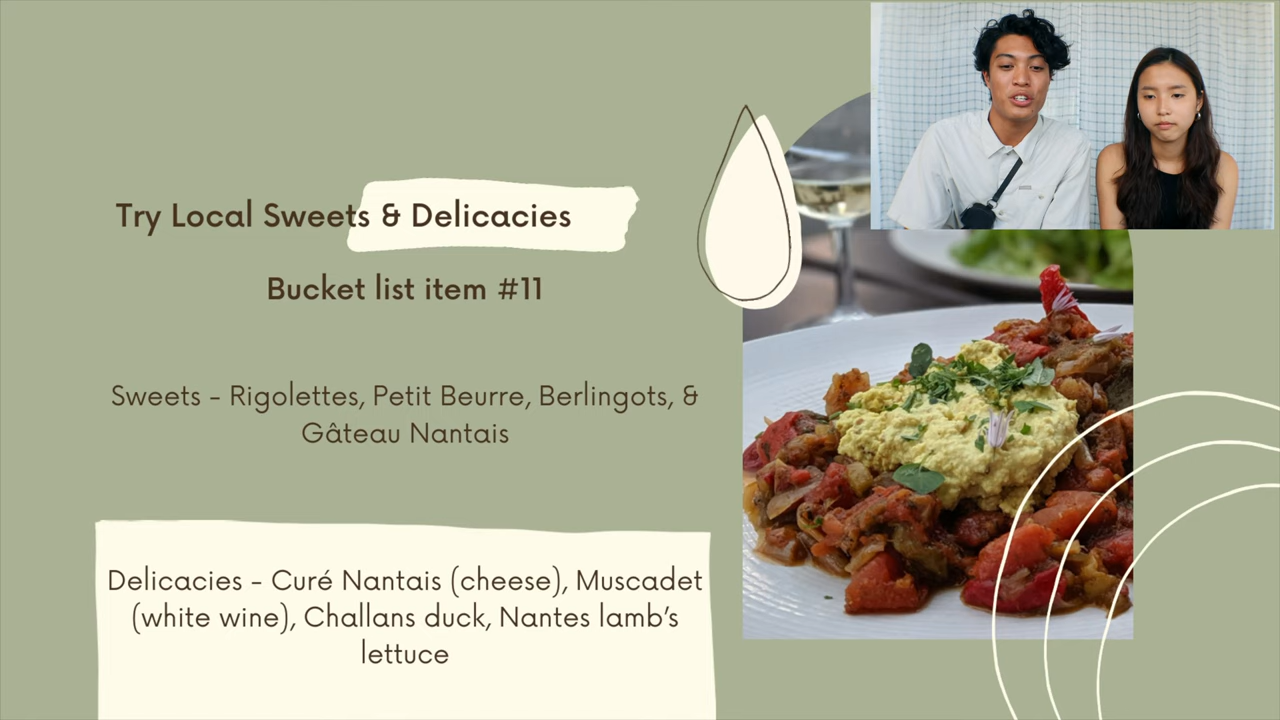 Try Local Sweets & Delicacies
Bucket list item #11
Sweets - Rigolettes, Petit Beurre, Berlingots, &
Gâteau Nantais
Delicacies - Curé Nantais (cheese), Muscadet
(white wine), Challans duck, Nantes lamb's
lettuce